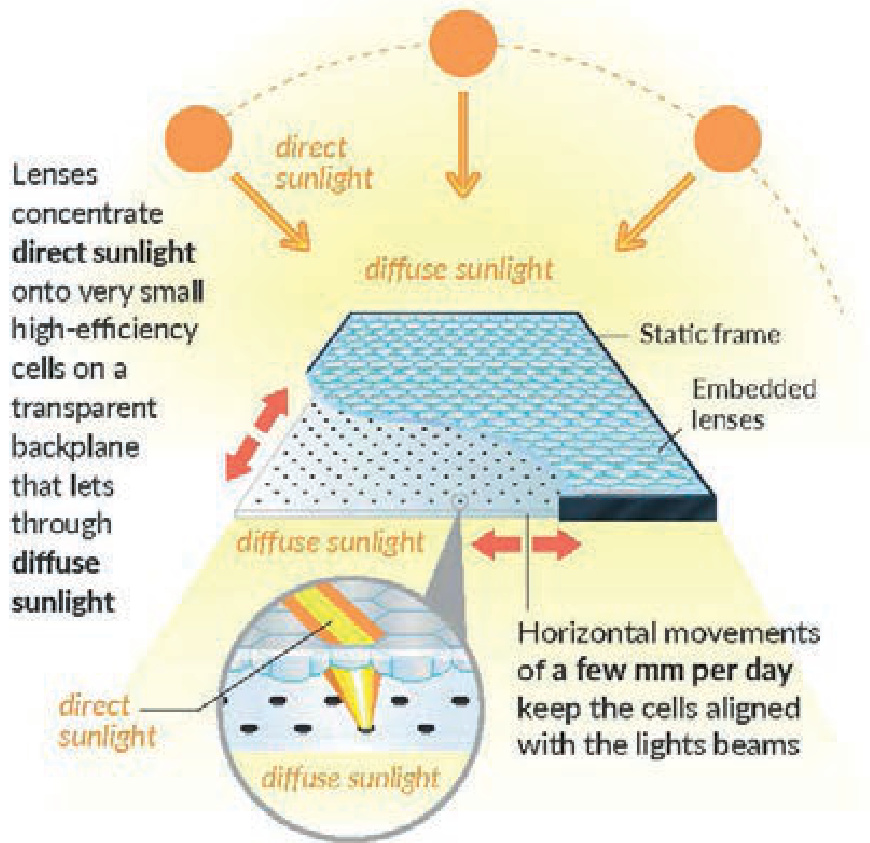 direct
sunlight
Lenses
concentrate
direct sunlight
onto very small
high-efficiency
cells on a
transparent
backplane
that lets
through
diffuse
sunlight
diffuse sunlight
Static frame
Embedded
lenses
diffuse sunlight
Horizontal movements
of a few mm per day
keep the cells aligned
with the lights beams
direct
sunlight
diffuse sunlight